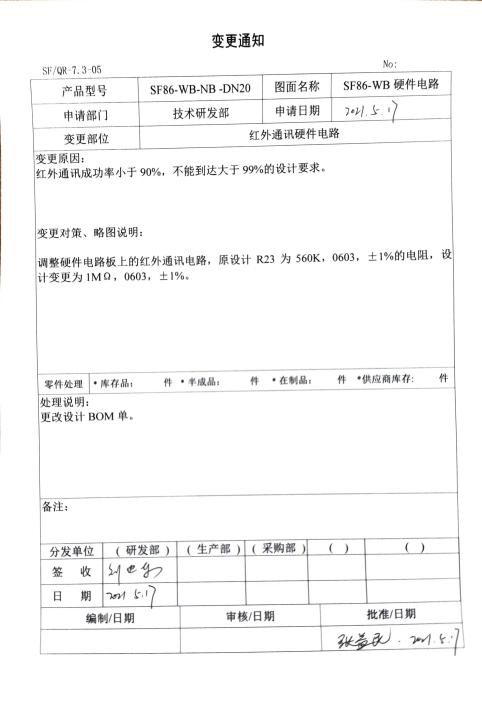 变更通知
SF/QR-7.3-05 No:
产品型号 SF86-WB-NB -DN20 图面名称 SF86-WB 硬件电路
申请部门 技术研发部 申请日期 2021.5.17
变更部位 红外通讯硬件电路
变更原因:
红外通讯成功率小于 90%，不能到达大于 99%的设计要求。
变更对策、略图说明:
调整硬件电路板上的红外通讯电路，原设计 R23 为 560K，0603，±1%的电阻，设
计变更为 1MΩ，0603，±1%。
零件处理 *库存品: 件 *半成品: 件 *在制品: 件 *供应商库存: 件
处理说明:
更改设计 BOM 单。
备注:
分发单位 ( 研发部 ) ( 生产部 ) ( 采购部 ) ( ) ( )
签 收
日 期 2021 5.17
编制/日期 审核/日期 批准/日期
张益民 . 2021.5.17